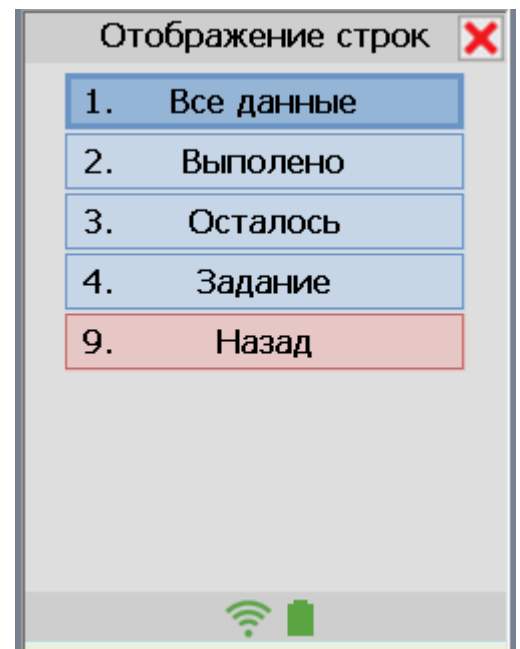 Отображение строк
1. Все данные
2. Выполено
3. Осталось
4. Задание
9. Назад